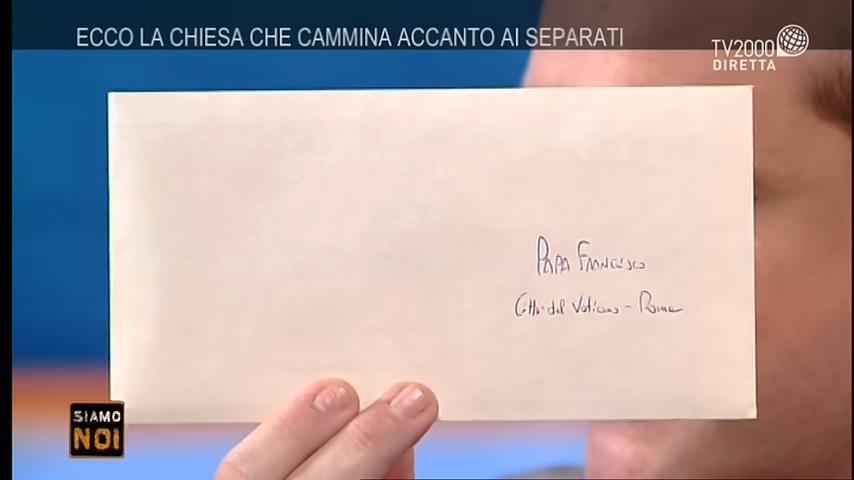 ECCO LA CHIESA CHE CAMMINA ACCANTO AI SEPARATI
TV2000
DIRETTA
PAPA FRANCESCO
Città del Vaticano - Roma
SIAMO
NOI